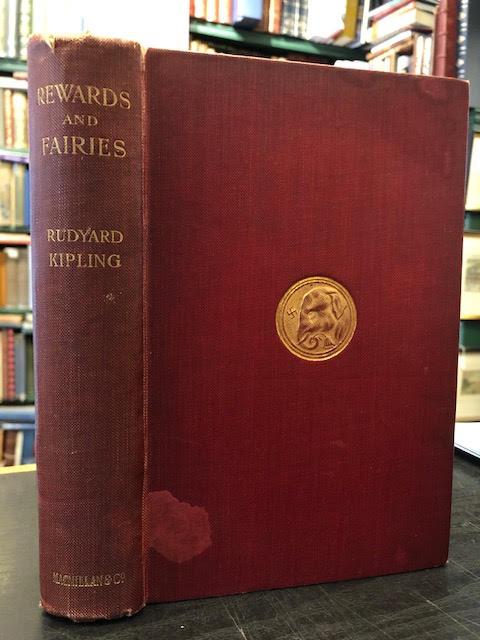 REWARDS
AND
FAIRIES
RUDYARD
KIPLING
MACMILLAN & Co